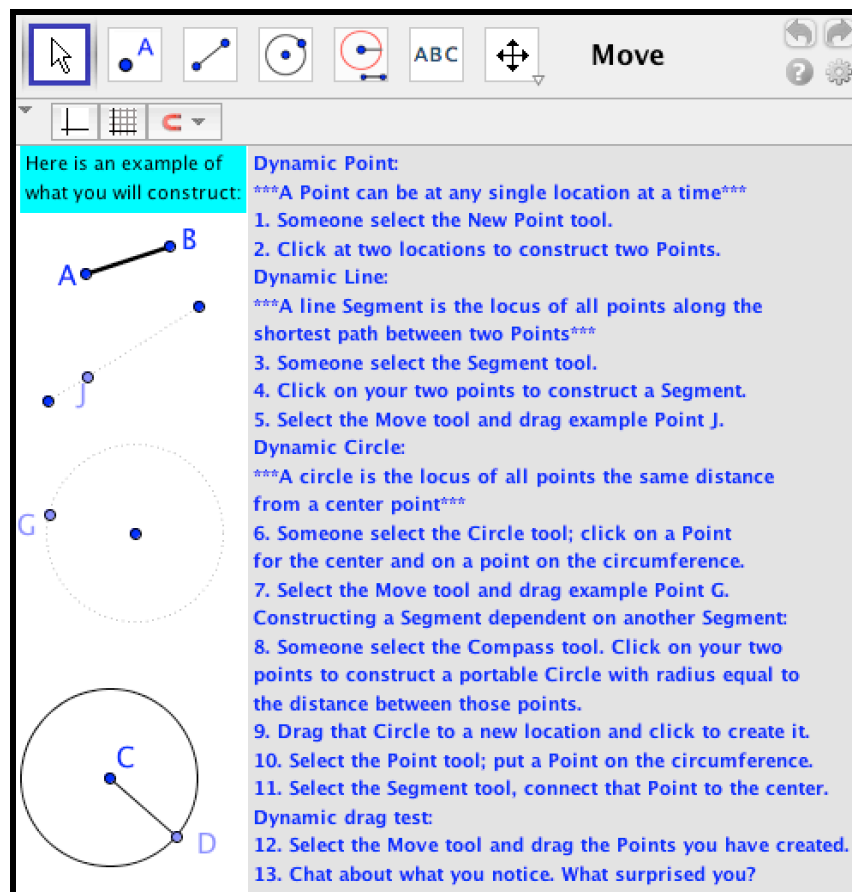 A
ABC
Move
Here is an example of
what you will construct:
A
B
J
G
C
D
Dynamic Point:
***A Point can be at any single location at a time***
1. Someone select the New Point tool.
2. Click at two locations to construct two Points.
Dynamic Line:
***A line Segment is the locus of all points along the
shortest path between two Points***
3. Someone select the Segment tool.
4. Click on your two points to construct a Segment.
5. Select the Move tool and drag example Point J.
Dynamic Circle:
***A circle is the locus of all points the same distance
from a center point***
6. Someone select the Circle tool; click on a Point
for the center and on a point on the circumference.
7. Select the Move tool and drag example Point G.
Constructing a Segment dependent on another Segment:
8. Someone select the Compass tool. Click on your two
points to construct a portable Circle with radius equal to
the distance between those points.
9. Drag that Circle to a new location and click to create it.
10. Select the Point tool; put a Point on the circumference.
11. Select the Segment tool, connect that Point to the center.
Dynamic drag test:
12. Select the Move tool and drag the Points you have created.
13. Chat about what you notice. What surprised you?